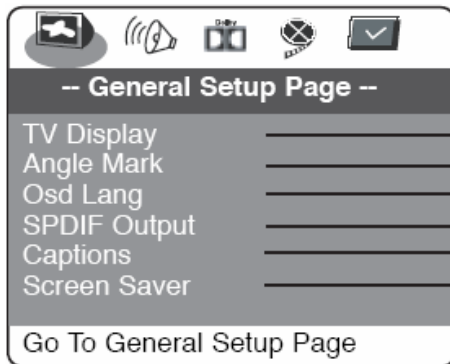 -- General Setup Page --
TV Display
Angle Mark
Osd Lang
SPDIF Output
Captions
Screen Saver
Go To General Setup Page